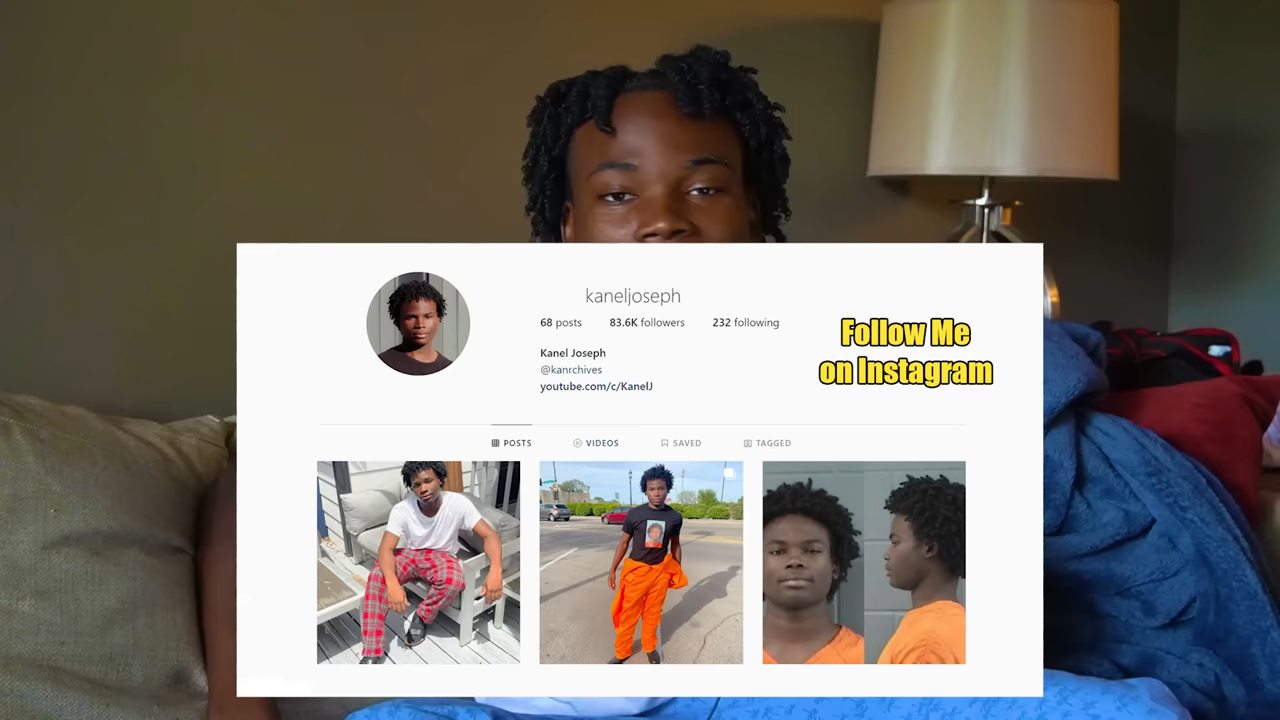 kaneljoseph
68 posts 83.6K followers 232 following
Kanel Joseph
@kanrchives
youtube.com/c/KanelJ
Follow Me
on Instagram
POSTS VIDEOS SAVED TAGGED